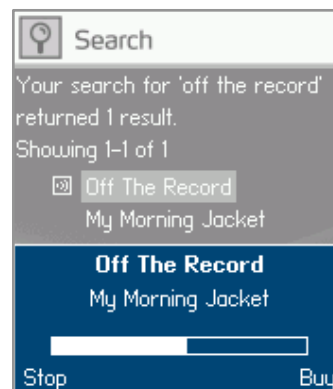 Search
Your search for 'off the record'
returned 1 result.
Showing 1-1 of 1
Off The Record
My Morning Jacket
Off The Record
My Morning Jacket
Stop Buy